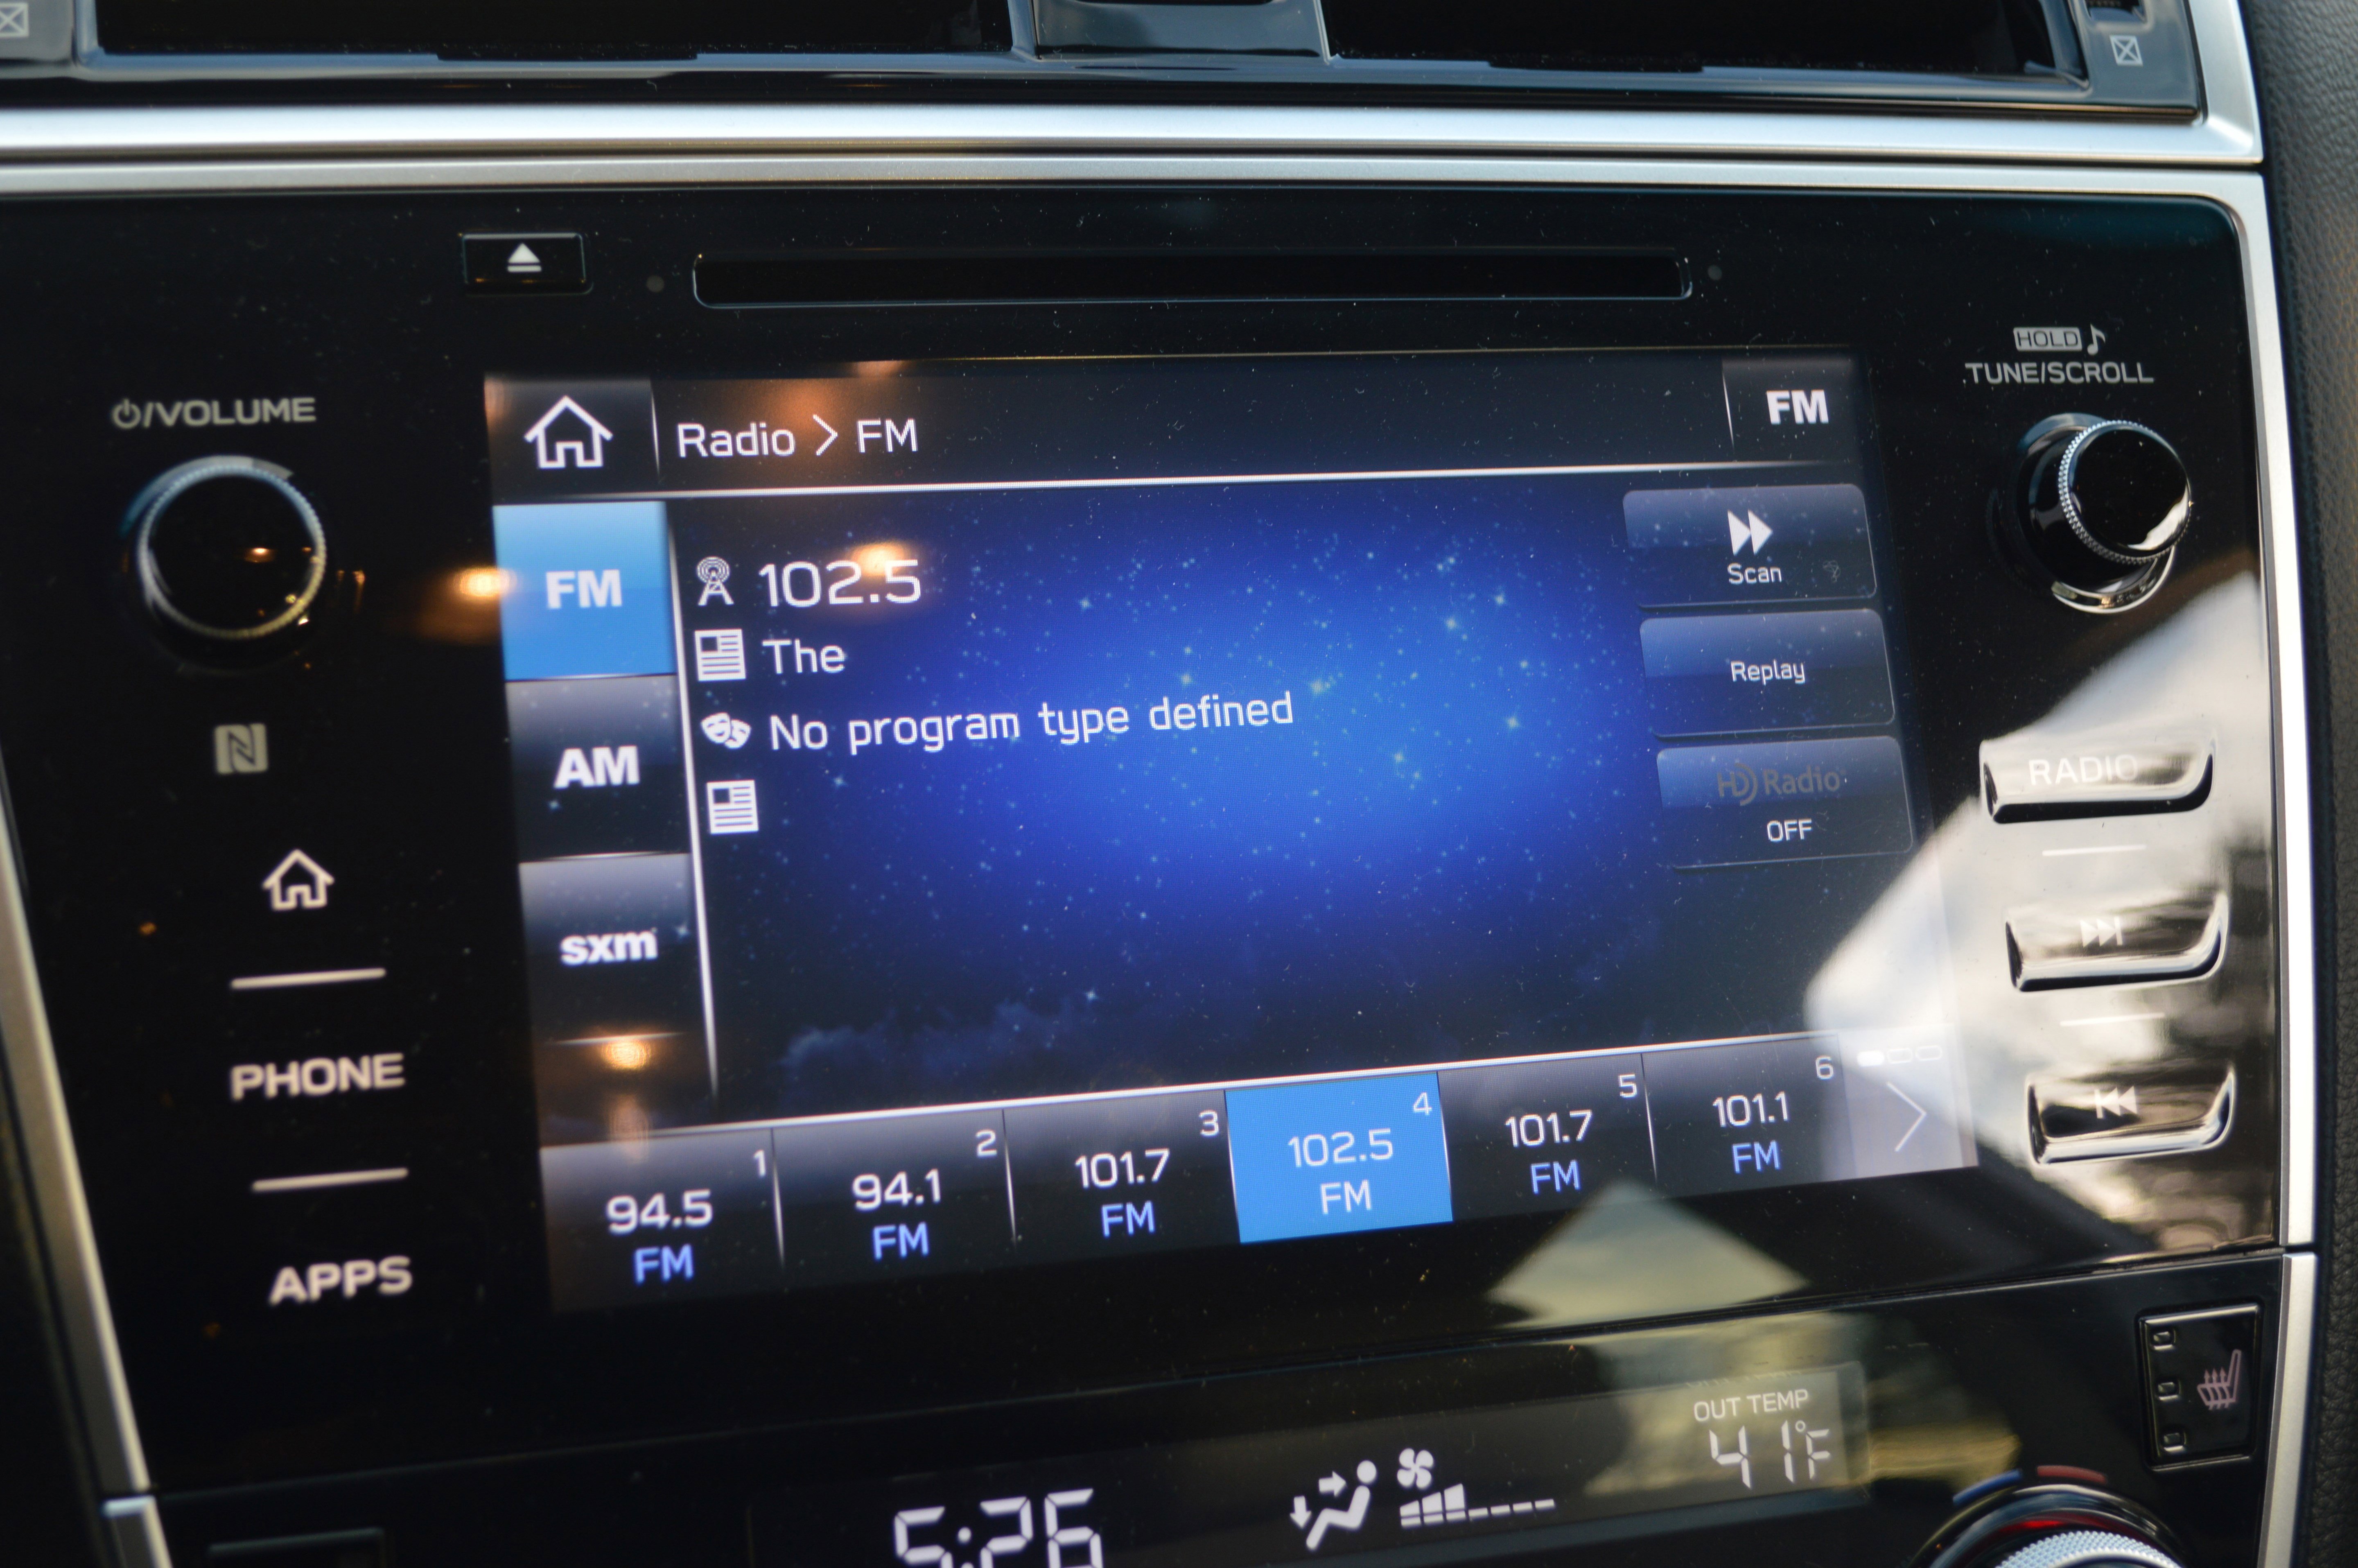 HOLD
/VOLUME
TUNE/SCROLL
Radio > FM
FM
FM
102.5
Scan
The
Replay
No program type defined
AM
HD Radio
OFF
RADIO
sxm
PHONE
APPS
1
94.5
FM
2
94.1
FM
3
101.7
FM
4
102.5
FM
5
101.7
FM
6
101.1
FM
OUT TEMP
41°F
5:26